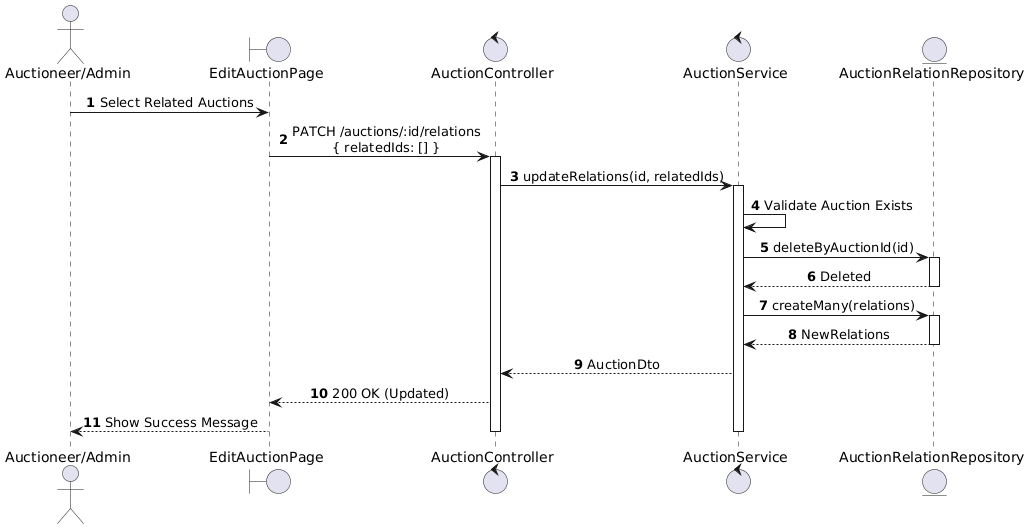 Auctioneer/Admin EditAuctionPage AuctionController AuctionService AuctionRelationRepository
1 Select Related Auctions
2 PATCH /auctions/:id/relations
{ relatedIds: [] }
3 updateRelations(id, relatedIds)
4 Validate Auction Exists
5 deleteByAuctionId(id)
6 Deleted
7 createMany(relations)
8 NewRelations
9 AuctionDto
10 200 OK (Updated)
11 Show Success Message
Auctioneer/Admin EditAuctionPage AuctionController AuctionService AuctionRelationRepository